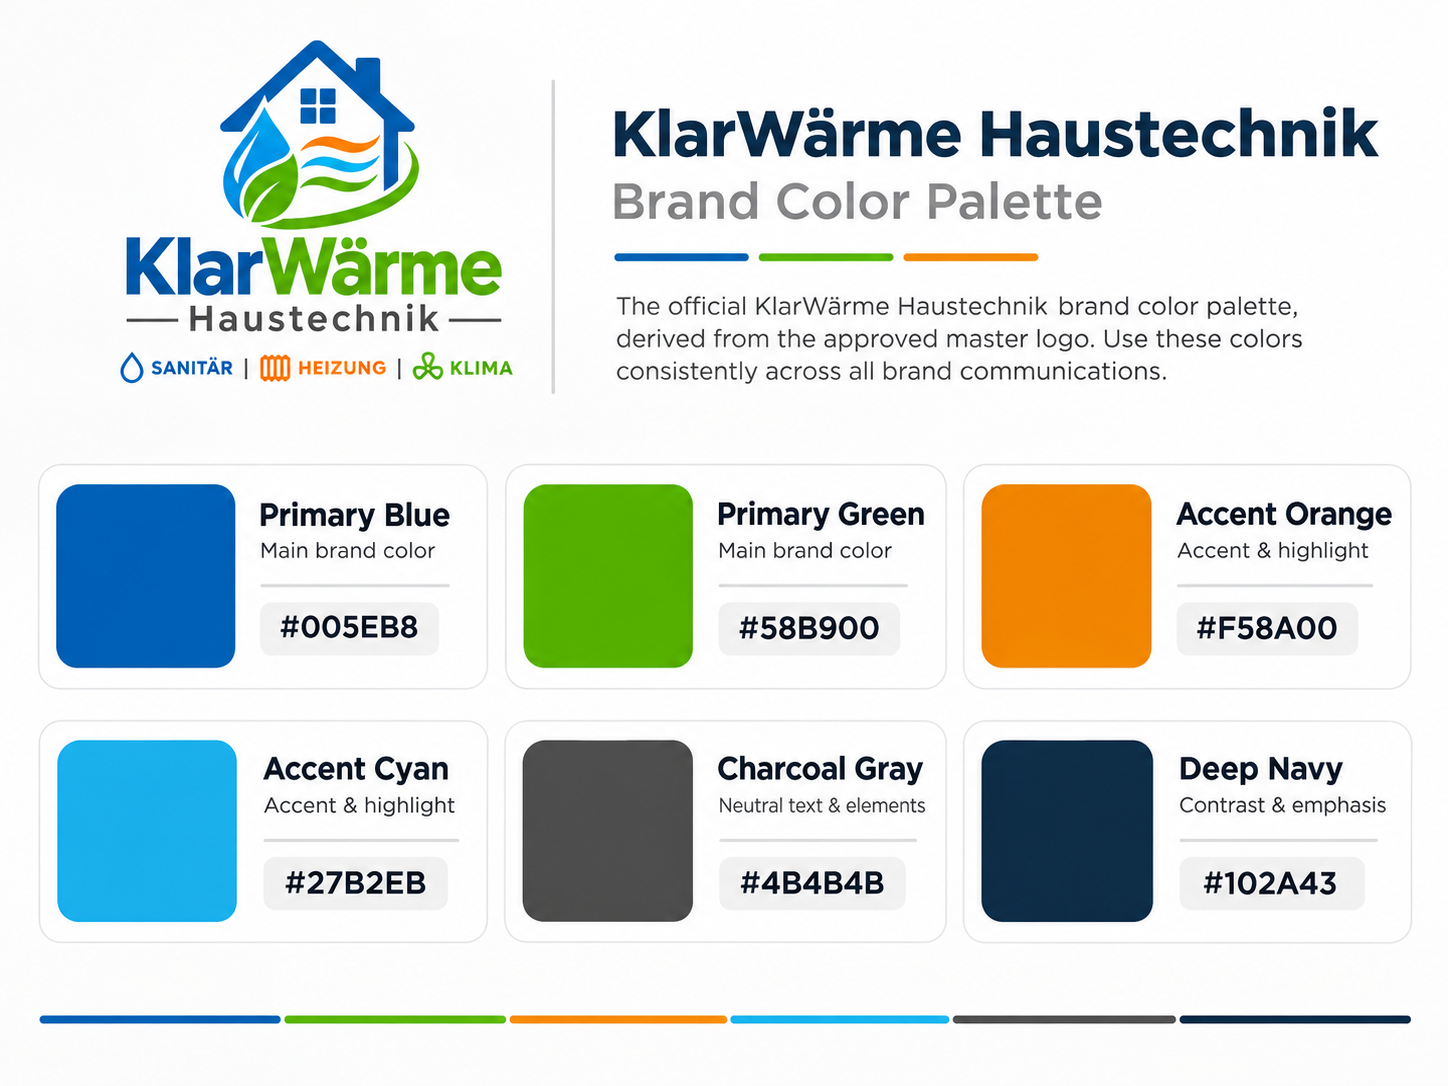 KlarWärme
Haustechnik
SANITÄR | HEIZUNG | KLIMA
KlarWärme Haustechnik
Brand Color Palette
The official KlarWärme Haustechnik brand color palette,
derived from the approved master logo. Use these colors
consistently across all brand communications.
Primary Blue
Main brand color
#005EB8
Primary Green
Main brand color
#58B900
Accent Orange
Accent & highlight
#F58A00
Accent Cyan
Accent & highlight
#27B2EB
Charcoal Gray
Neutral text & elements
#4B4B4B
Deep Navy
Contrast & emphasis
#102A43